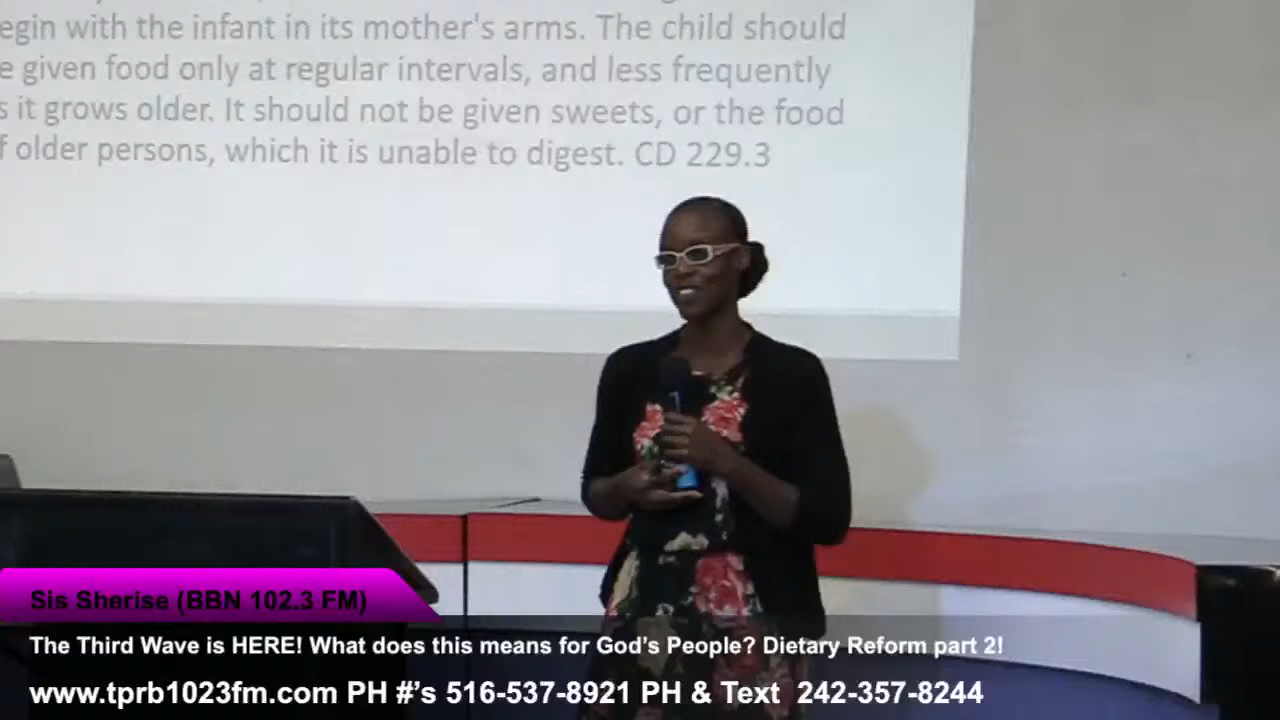 egin with the infant in its mother's arms. The child should
e given food only at regular intervals, and less frequently
s it grows older. It should not be given sweets, or the food
f older persons, which it is unable to digest. CD 229.3
Sis Sherise (BBN 102.3 FM)
The Third Wave is HERE! What does this means for God's People? Dietary Reform part 2!
www.tprb1023fm.com PH #'s 516-537-8921 PH & Text 242-357-8244